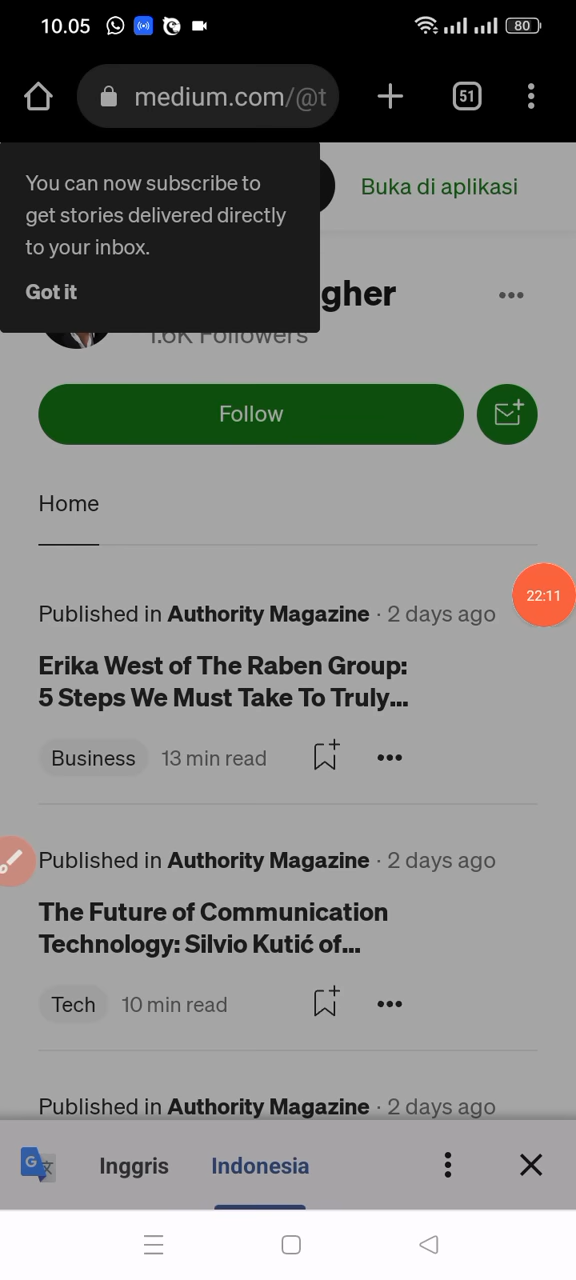 10.05
80
medium.com/@t
51
You can now subscribe to
get stories delivered directly
to your inbox.
Got it
Buka di aplikasi
gher
1.6K Followers
Follow
Home
22:11
Published in Authority Magazine · 2 days ago
Erika West of The Raben Group:
5 Steps We Must Take To Truly...
Business 13 min read
Published in Authority Magazine · 2 days ago
The Future of Communication
Technology: Silvio Kutić of...
Tech 10 min read
Published in Authority Magazine · 2 days ago
G 文 Inggris Indonesia